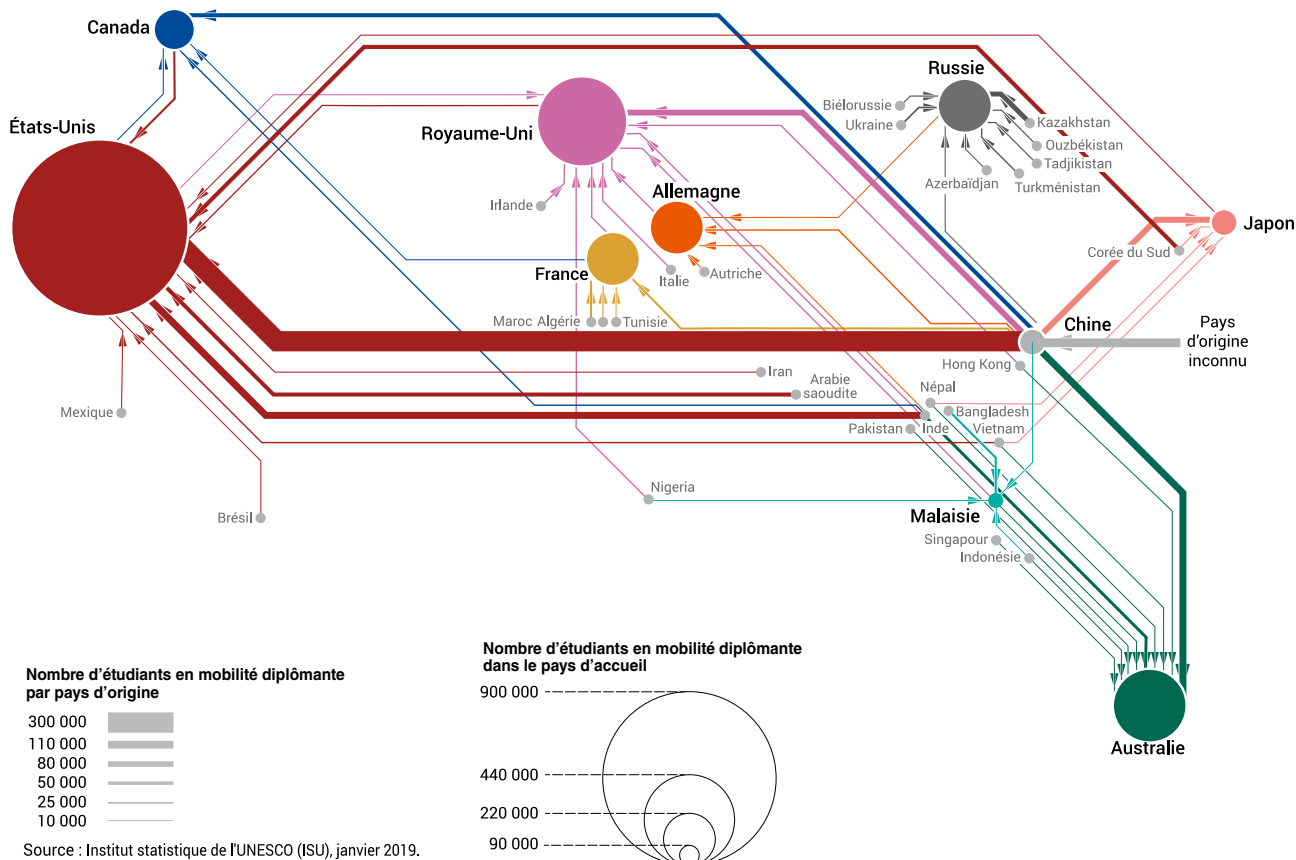 Canada
Russie
États-Unis
Biélorussie
Kazakhstan
Royaume-Uni
Ukraine
Ouzbékistan
Tadjikistan
Azerbaïdjan
Turkménistan
Allemagne
Irlande
Japon
Corée du Sud
France
Italie
Autriche
Maroc Algérie
Tunisie
Chine
Pays
d'origine
inconnu
Hong Kong
Iran
Arabie
saoudite
Népal
Mexique
Bangladesh
Pakistan
Inde
Vietnam
Nigeria
Brésil
Malaisie
Singapour
Indonésie
Nombre d'étudiants en mobilité diplômante
dans le pays d'accueil
Nombre d'étudiants en mobilité diplômante
par pays d'origine
900 000
300 000
110 000
Australie
80 000
440 000
50 000
25 000
220 000
10 000
90 000
Source : Institut statistique de l'UNESCO (ISU), janvier 2019.